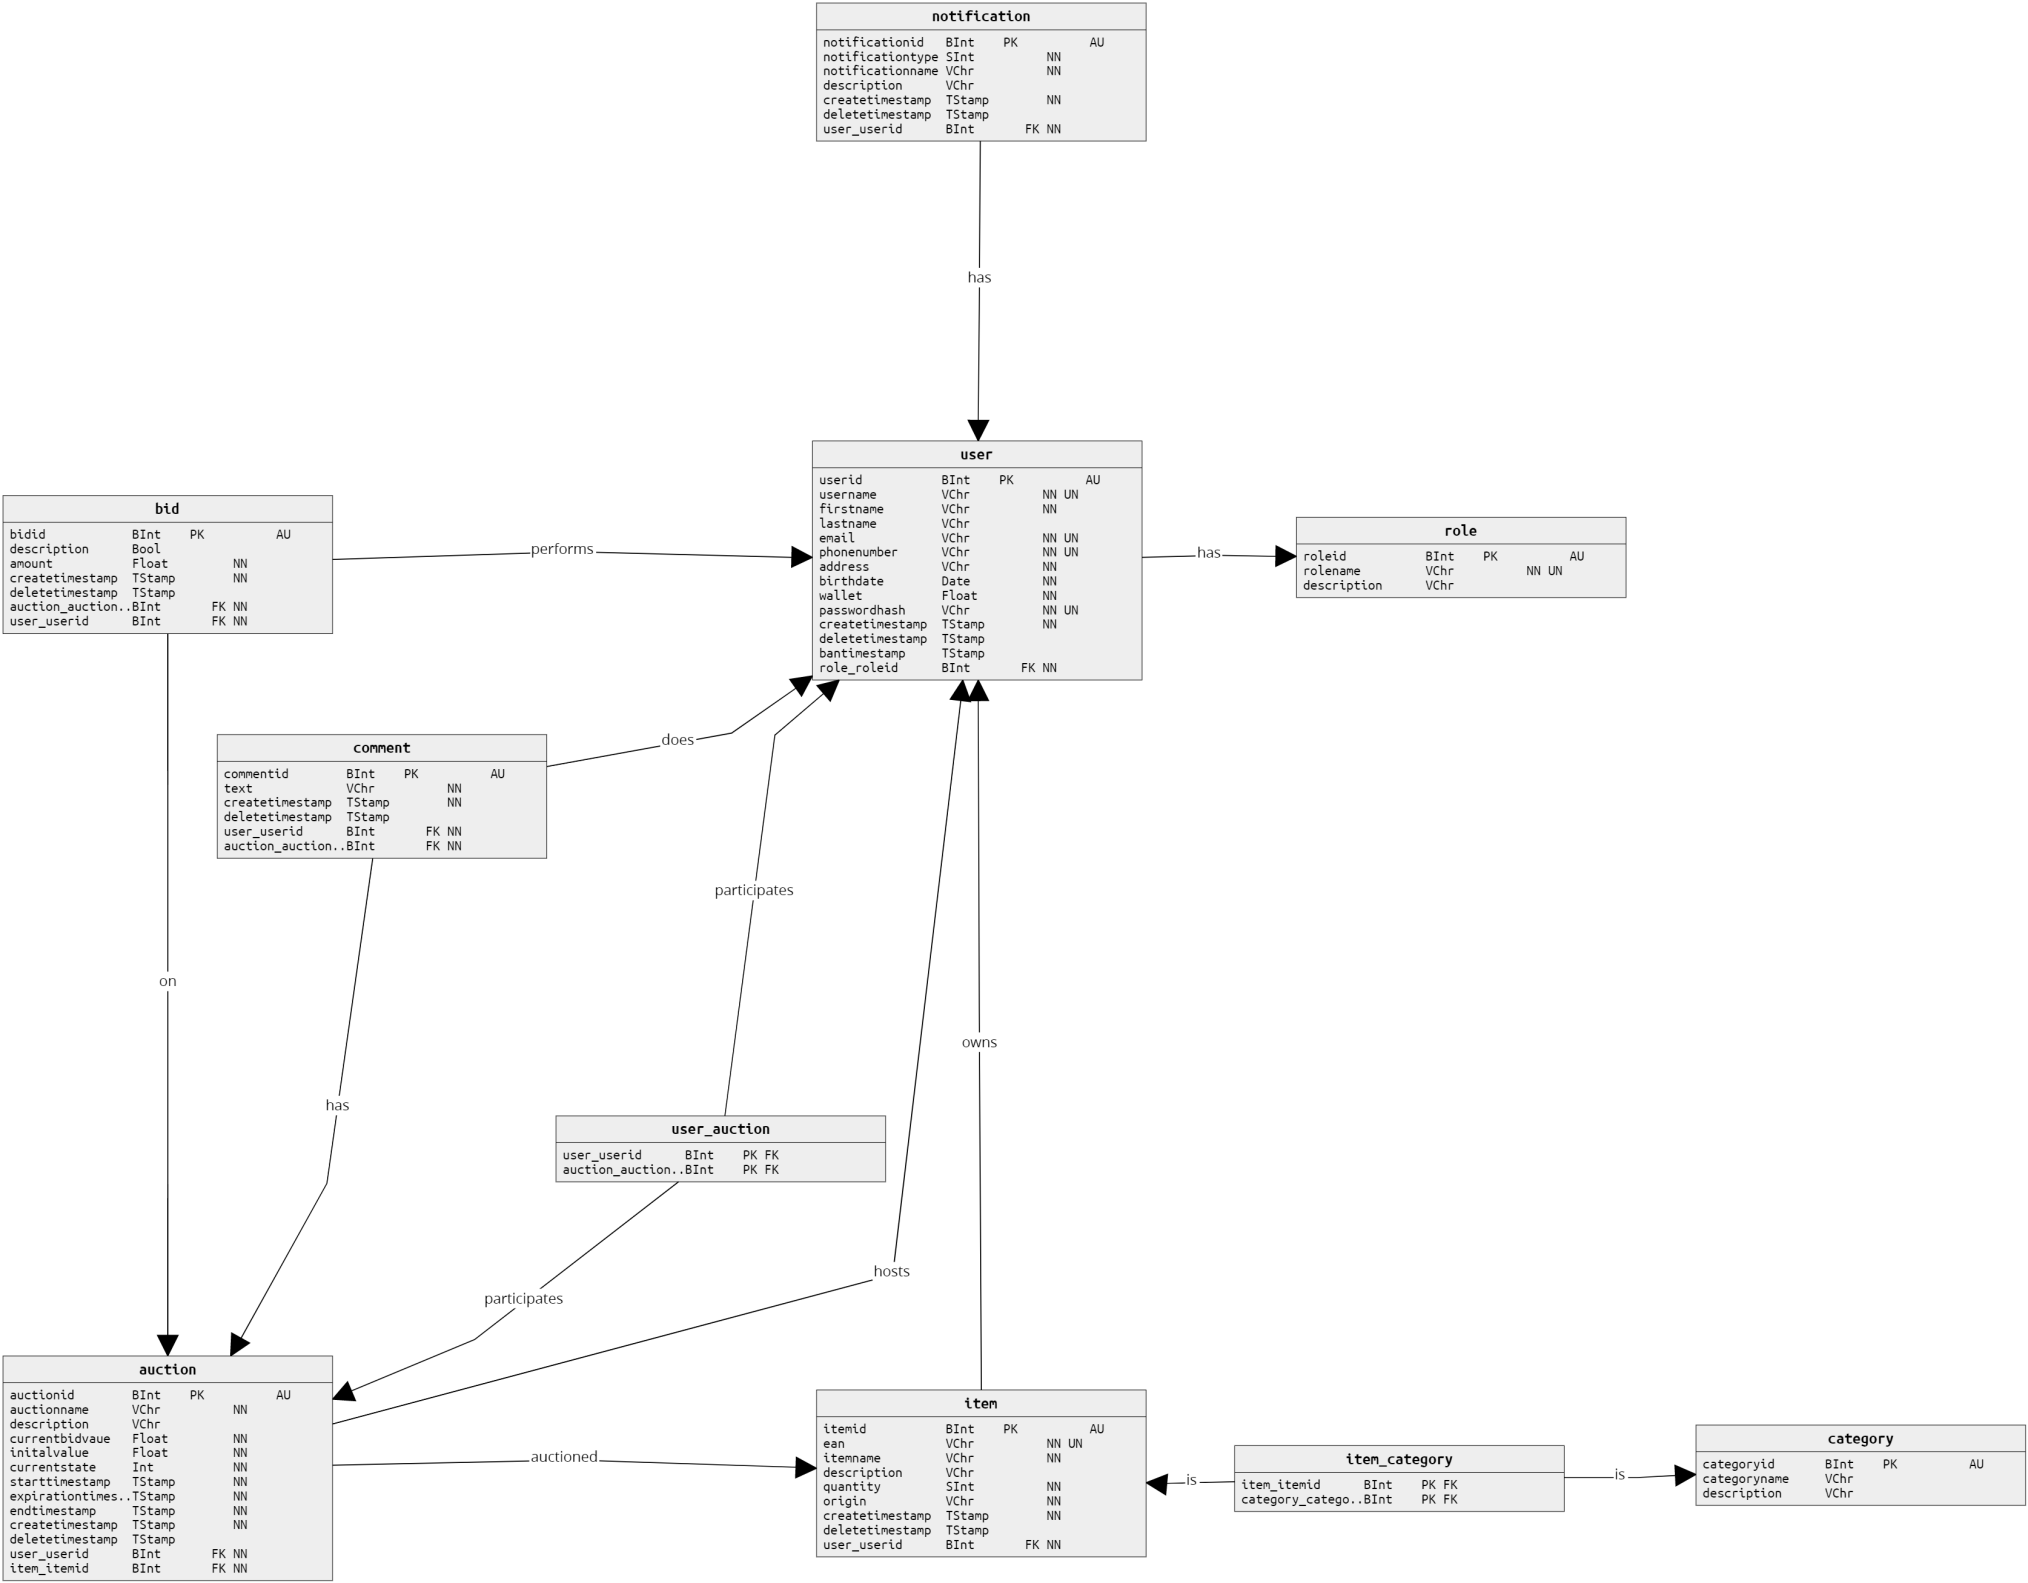 notification
notificationid BInt PK AU
notificationtype SInt NN
notificationname VChr NN
description VChr
createtimestamp TStamp NN
deletetimestamp TStamp
user_userid BInt FK NN
has
user
userid BInt PK AU
username VChr NN UN
firstname VChr NN
lastname VChr
email VChr NN UN
phonenumber VChr NN UN
address VChr NN
birthdate Date NN
wallet Float NN
passwordhash VChr NN UN
createtimestamp TStamp NN
deletetimestamp TStamp
bantimestamp TStamp
role_roleid BInt FK NN
bid
bidid BInt PK AU
description Bool
amount Float NN
createtimestamp TStamp NN
deletetimestamp TStamp
auction_auction..BInt FK NN
user_userid BInt FK NN
performs
has
role
roleid BInt PK AU
rolename VChr NN UN
description VChr
comment
commentid BInt PK AU
text VChr NN
createtimestamp TStamp NN
deletetimestamp TStamp
user_userid BInt FK NN
auction_auction..BInt FK NN
does
participates
on
owns
has
user_auction
user_userid BInt PK FK
auction_auction..BInt PK FK
hosts
participates
auction
auctionid BInt PK AU
auctionname VChr NN
description VChr
currentbidvaue Float NN
initalvalue Float NN
currentstate Int NN
starttimestamp TStamp NN
expirationtimes..TStamp NN
endtimestamp TStamp NN
createtimestamp TStamp NN
deletetimestamp TStamp
user_userid BInt FK NN
item_itemid BInt FK NN
auctioned
item
itemid BInt PK AU
ean VChr NN UN
itemname VChr NN
description VChr
quantity SInt NN
origin VChr NN
createtimestamp TStamp NN
deletetimestamp TStamp
user_userid BInt FK NN
is
item_category
item_itemid BInt PK FK
category_catego..BInt PK FK
is
category
categoryid BInt PK AU
categoryname VChr
description VChr